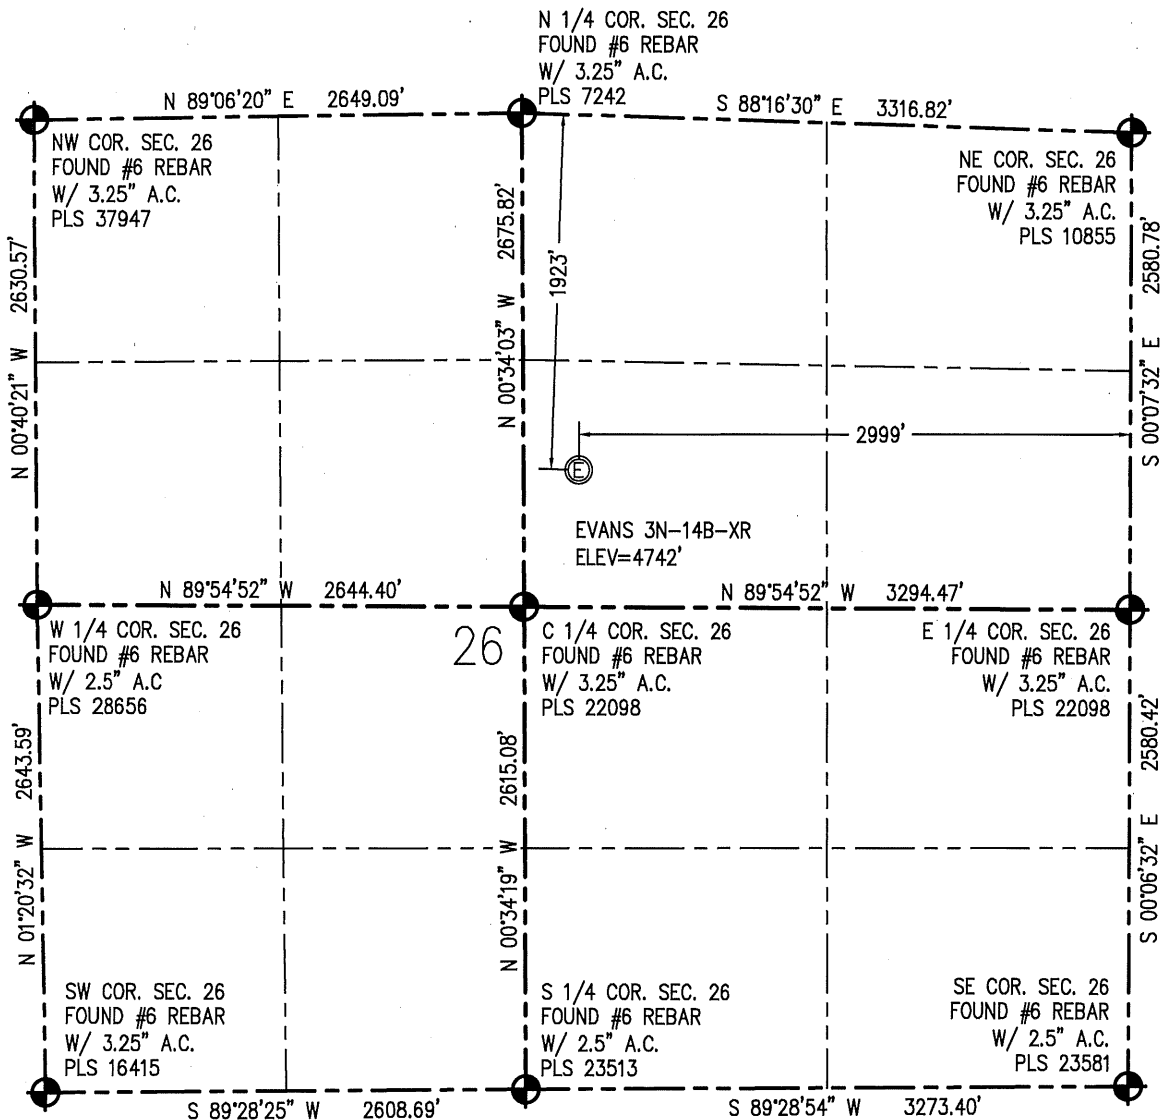 N 1/4 COR. SEC. 26
FOUND #6 REBAR
W/ 3.25" A.C.
PLS 7242
N 89°06'20" E 2649.09'
S 88°16'30" E 3316.82'
NW COR. SEC. 26
FOUND #6 REBAR
W/ 3.25" A.C.
PLS 37947
NE COR. SEC. 26
FOUND #6 REBAR
W/ 3.25" A.C.
PLS 10855
N 00°40'21" W 2630.57'
N 00°34'03" W 2675.82'
1923'
S 00°07'32" E 2580.78'
2999'
E
EVANS 3N-14B-XR
ELEV=4742'
N 89°54'52" W 2644.40'
N 89°54'52" W 3294.47'
W 1/4 COR. SEC. 26
FOUND #6 REBAR
W/ 2.5" A.C
PLS 28656
26
C 1/4 COR. SEC. 26
FOUND #6 REBAR
W/ 3.25" A.C.
PLS 22098
E 1/4 COR. SEC. 26
FOUND #6 REBAR
W/ 3.25" A.C.
PLS 22098
N 01°20'32" W 2643.59'
N 00°34'19" W 2615.08'
S 00°06'32" E 2580.42'
SW COR. SEC. 26
FOUND #6 REBAR
W/ 3.25" A.C.
PLS 16415
S 1/4 COR. SEC. 26
FOUND #6 REBAR
W/ 2.5" A.C.
PLS 23513
SE COR. SEC. 26
FOUND #6 REBAR
W/ 2.5" A.C.
PLS 23581
S 89°28'25" W 2608.69'
S 89°28'54" W 3273.40'